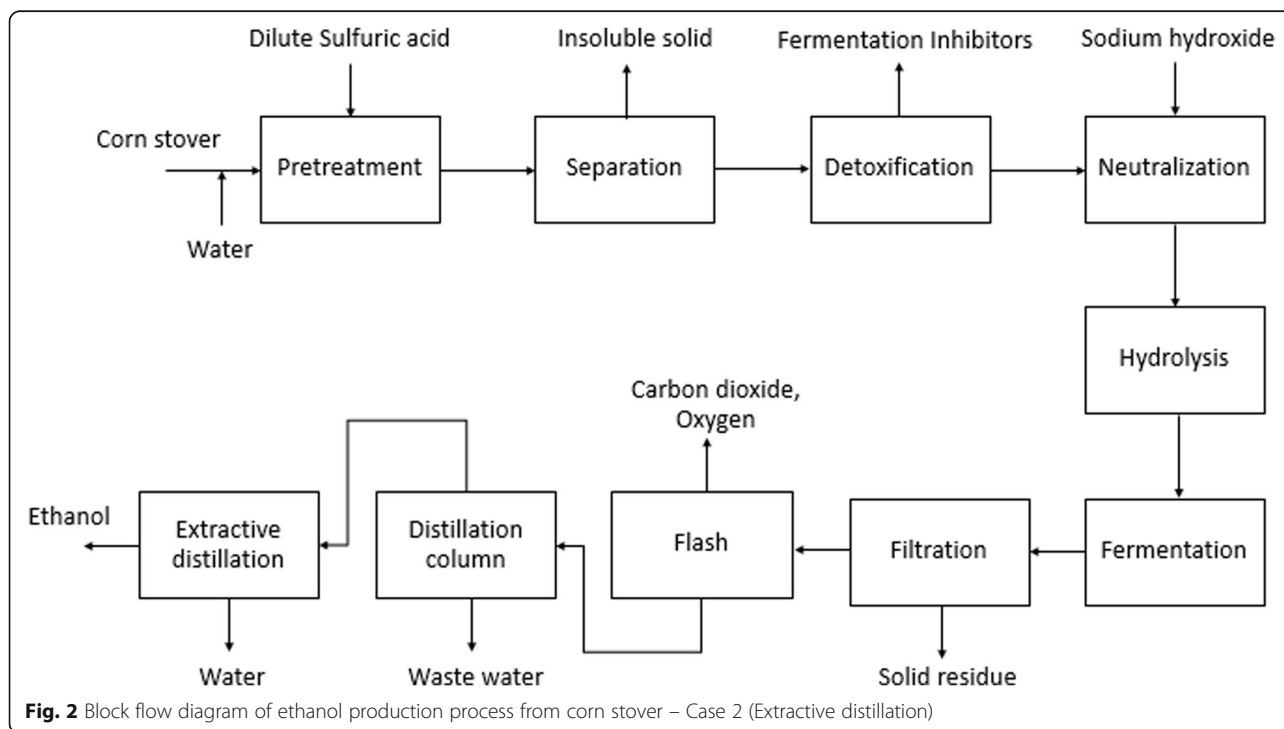 Dilute Sulfuric acid
Insoluble solid
Fermentation Inhibitors
Sodium hydroxide
Corn stover
Pretreatment
Separation
Detoxification
Neutralization
Water
Hydrolysis
Carbon dioxide,
Oxygen
Ethanol
Extractive
distillation
Distillation
column
Flash
Filtration
Fermentation
Water
Waste water
Solid residue
Fig. 2 Block flow diagram of ethanol production process from corn stover – Case 2 (Extractive distillation)